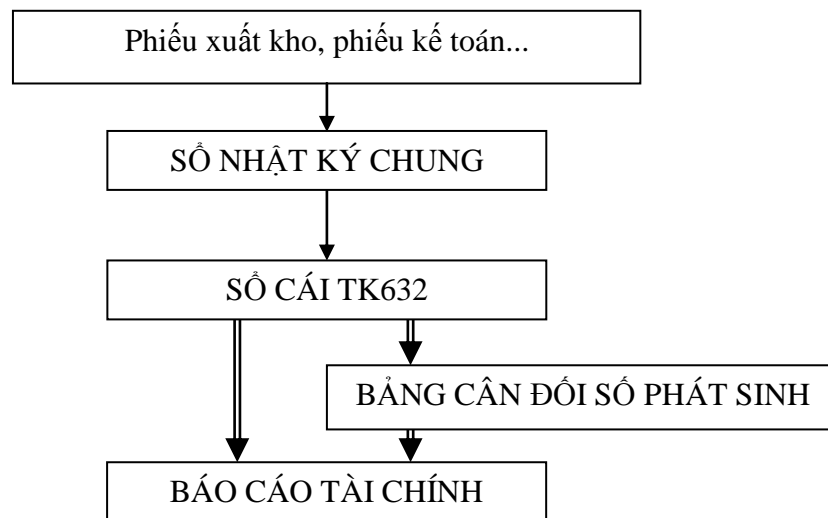 Phiếu xuất kho, phiếu kế toán...
SỔ NHẬT KÝ CHUNG
SỔ CÁI TK632
BẢNG CÂN ĐỐI SỐ PHÁT SINH
BÁO CÁO TÀI CHÍNH